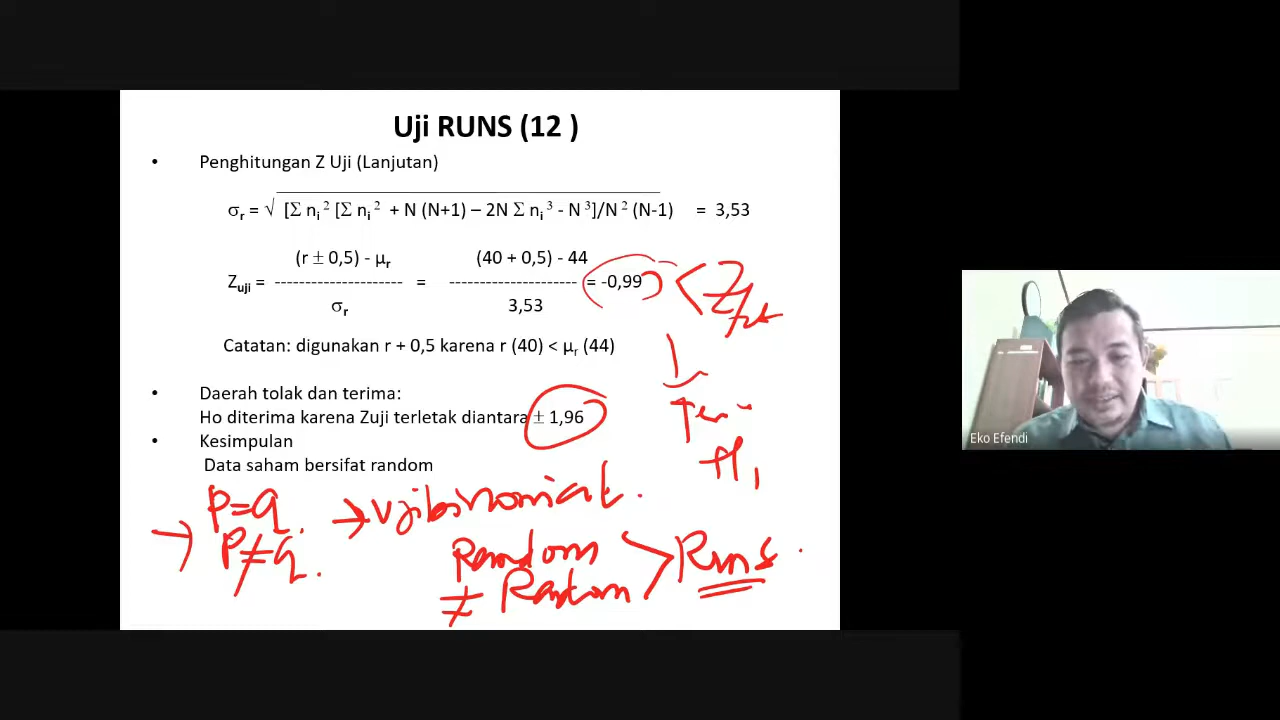 Uji RUNS (12 )
• Penghitungan Z Uji (Lanjutan)
σr = √ [Σ ni² [Σ ni² + N (N+1) – 2N Σ ni³ - N³]/N² (N-1) = 3,53
(r ± 0,5) - μr (40 + 0,5) - 44
Zuji = --------------------- = --------------------- = -0,99 < Z
σr 3,53
Catatan: digunakan r + 0,5 karena r (40) < μr (44)
• Daerah tolak dan terima:
Ho diterima karena Zuji terletak diantara ± 1,96
• Kesimpulan
Data saham bersifat random
H1
P=q. → Uji binomial.
→ P≠q.
Random > Runs.
≠ Random
Eko Efendi